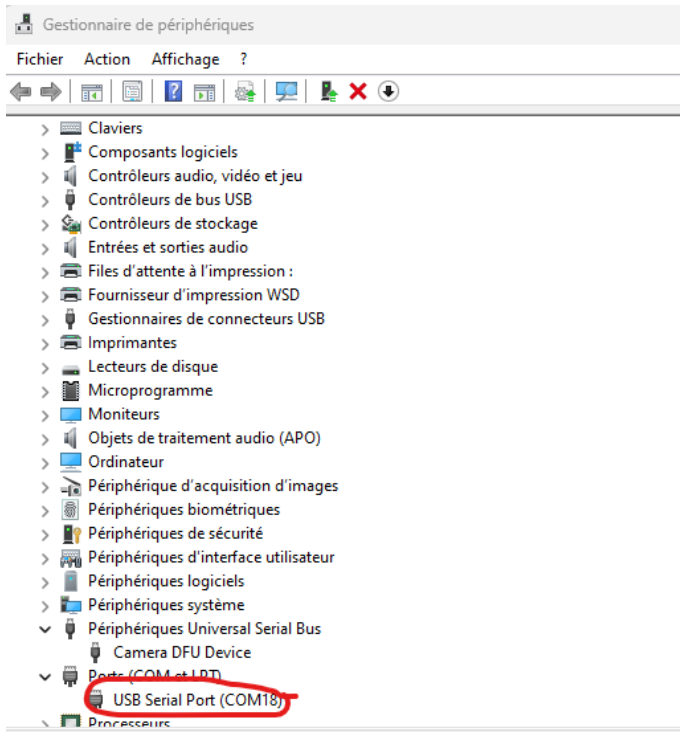 Gestionnaire de périphériques
Fichier Action Affichage ?
Claviers
Composants logiciels
Contrôleurs audio, vidéo et jeu
Contrôleurs de bus USB
Contrôleurs de stockage
Entrées et sorties audio
Files d'attente à l'impression :
Fournisseur d'impression WSD
Gestionnaires de connecteurs USB
Imprimantes
Lecteurs de disque
Microprogramme
Moniteurs
Objets de traitement audio (APO)
Ordinateur
Périphérique d'acquisition d'images
Périphériques biométriques
Périphériques de sécurité
Périphériques d'interface utilisateur
Périphériques logiciels
Périphériques système
Périphériques Universal Serial Bus
Camera DFU Device
Ports (COM et LPT)
USB Serial Port (COM18)
Processeurs